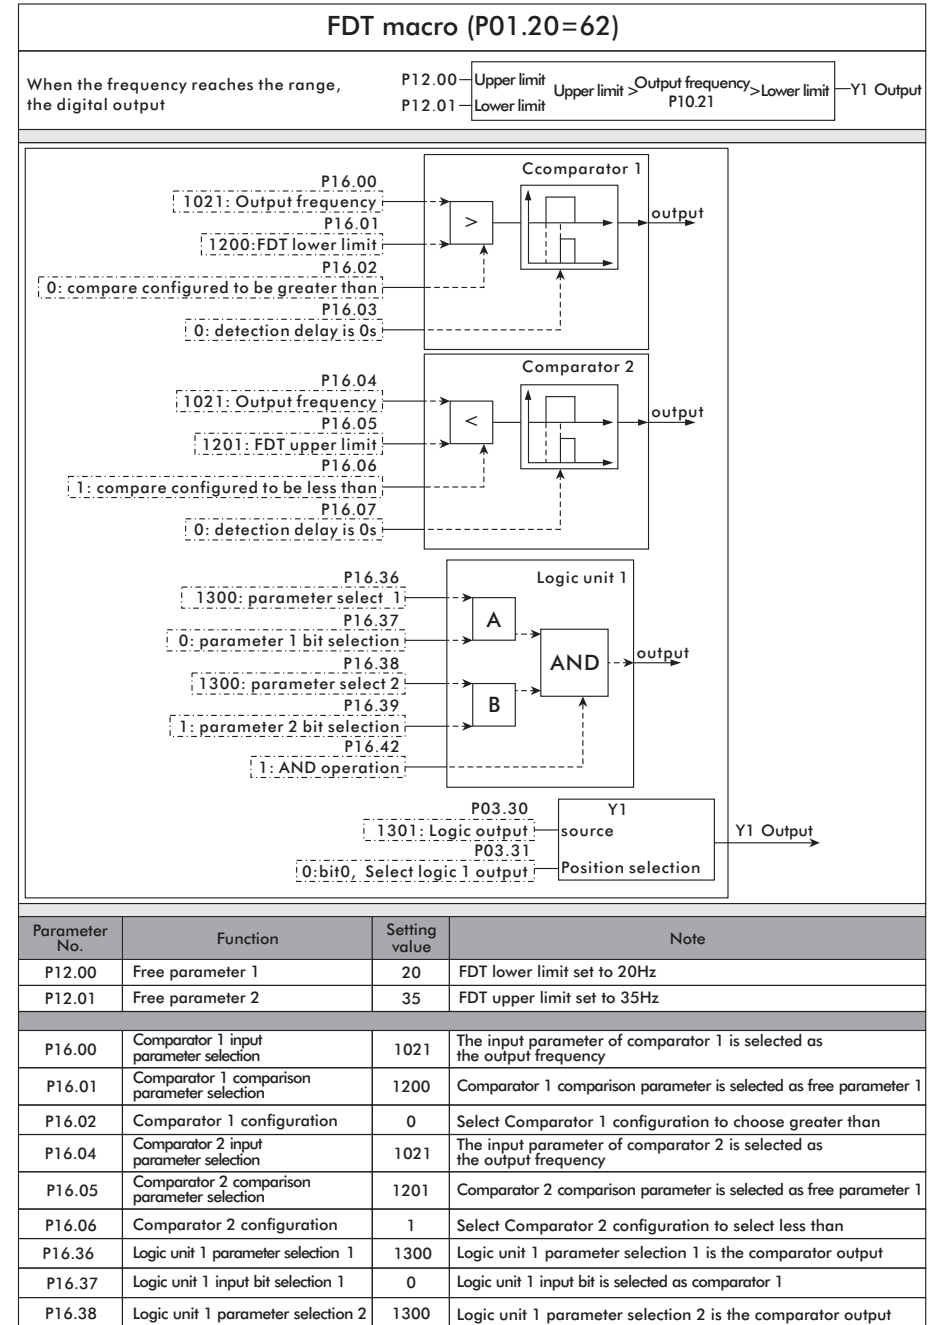 FDT macro (P01.20=62)
When the frequency reaches the range,
the digital output
P12.00 Upper limit
P12.01 Lower limit
Upper limit > Output frequency P10.21 >Lower limit
Y1 Output
Ccomparator 1
P16.00
1021: Output frequency
P16.01
1200:FDT lower limit
P16.02
0: compare configured to be greater than
P16.03
0: detection delay is 0s
>
output
Comparator 2
P16.04
1021: Output frequency
P16.05
1201: FDT upper limit
P16.06
1: compare configured to be less than
P16.07
0: detection delay is 0s
<
output
Logic unit 1
P16.36
1300: parameter select 1
P16.37
0: parameter 1 bit selection
P16.38
1300: parameter select 2
P16.39
1: parameter 2 bit selection
P16.42
1: AND operation
A
B
AND
output
P03.30
1301: Logic output
P03.31
0:bit0, Select logic 1 output
Y1
source
Position selection
Y1 Output
Parameter No. Function Setting value Note
P12.00 Free parameter 1 20 FDT lower limit set to 20Hz
P12.01 Free parameter 2 35 FDT upper limit set to 35Hz
P16.00 Comparator 1 input parameter selection 1021 The input parameter of comparator 1 is selected as the output frequency
P16.01 Comparator 1 comparison parameter selection 1200 Comparator 1 comparison parameter is selected as free parameter 1
P16.02 Comparator 1 configuration 0 Select Comparator 1 configuration to choose greater than
P16.04 Comparator 2 input parameter selection 1021 The input parameter of comparator 2 is selected as the output frequency
P16.05 Comparator 2 comparison parameter selection 1201 Comparator 2 comparison parameter is selected as free parameter 1
P16.06 Comparator 2 configuration 1 Select Comparator 2 configuration to select less than
P16.36 Logic unit 1 parameter selection 1 1300 Logic unit 1 parameter selection 1 is the comparator output
P16.37 Logic unit 1 input bit selection 1 0 Logic unit 1 input bit is selected as comparator 1
P16.38 Logic unit 1 parameter selection 2 1300 Logic unit 1 parameter selection 2 is the comparator output